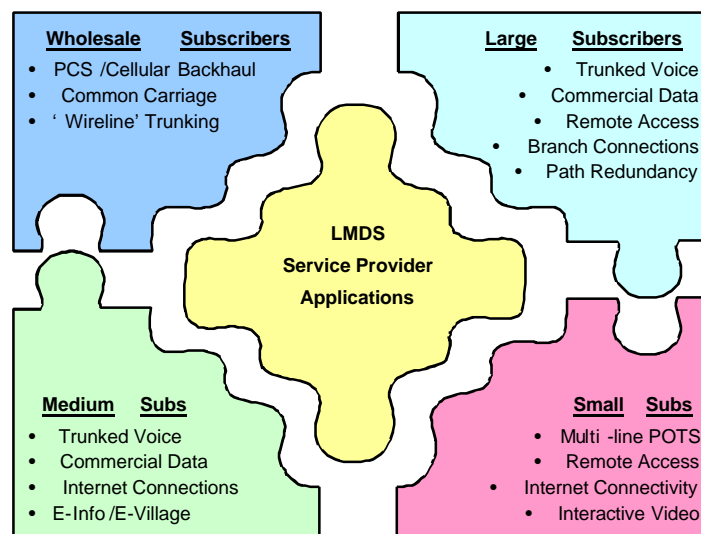 Wholesale Subscribers
• PCS /Cellular Backhaul
• Common Carriage
• ‘ Wireline’ Trunking
Large Subscribers
• Trunked Voice
• Commercial Data
• Remote Access
• Branch Connections
• Path Redundancy
LMDS
Service Provider
Applications
Medium Subs
• Trunked Voice
• Commercial Data
• Internet Connections
• E-Info /E-Village
Small Subs
• Multi -line POTS
• Remote Access
• Internet Connectivity
• Interactive Video